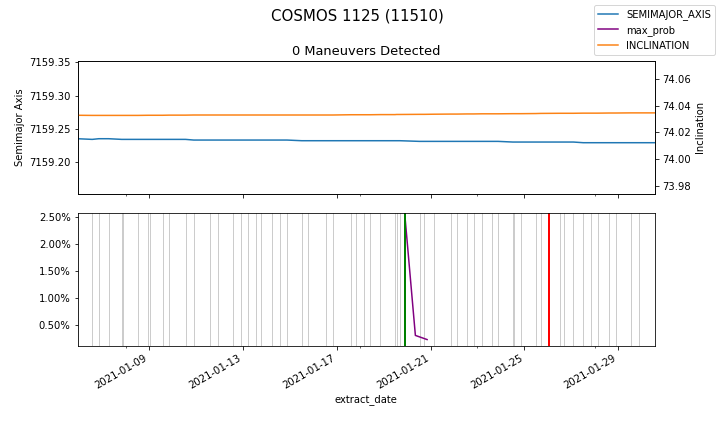 COSMOS 1125 (11510)
SEMIMAJOR_AXIS
max_prob
INCLINATION
0 Maneuvers Detected
7159.35
7159.30
7159.25
7159.20
Semimajor Axis
74.06
74.04
74.02
74.00
73.98
Inclination
2.50%
2.00%
1.50%
1.00%
0.50%
2021-01-09
2021-01-13
2021-01-17
2021-01-21
2021-01-25
2021-01-29
extract_date